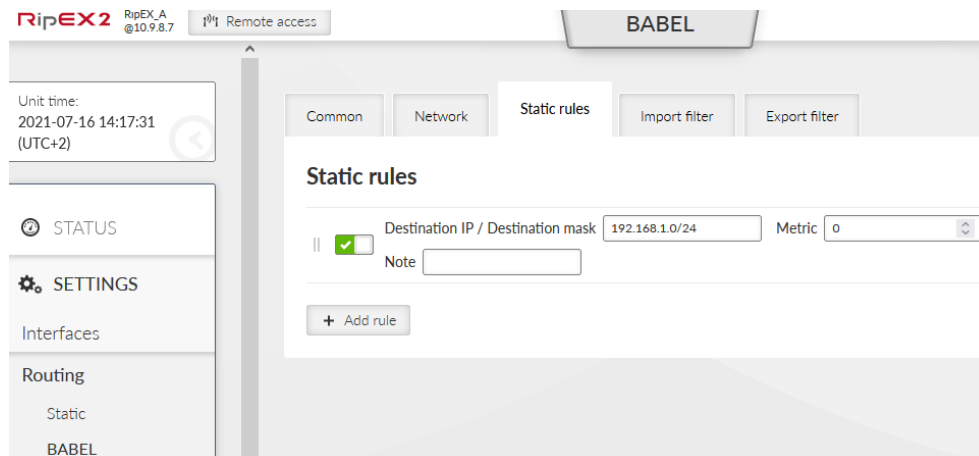 RipEX2 RipEX_A @10.9.8.7 Remote access BABEL
Unit time:
2021-07-16 14:17:31
(UTC+2)
Common Network Static rules Import filter Export filter
Static rules
STATUS
Destination IP / Destination mask 192.168.1.0/24 Metric 0
Note
SETTINGS
+ Add rule
Interfaces
Routing
Static
BABEL